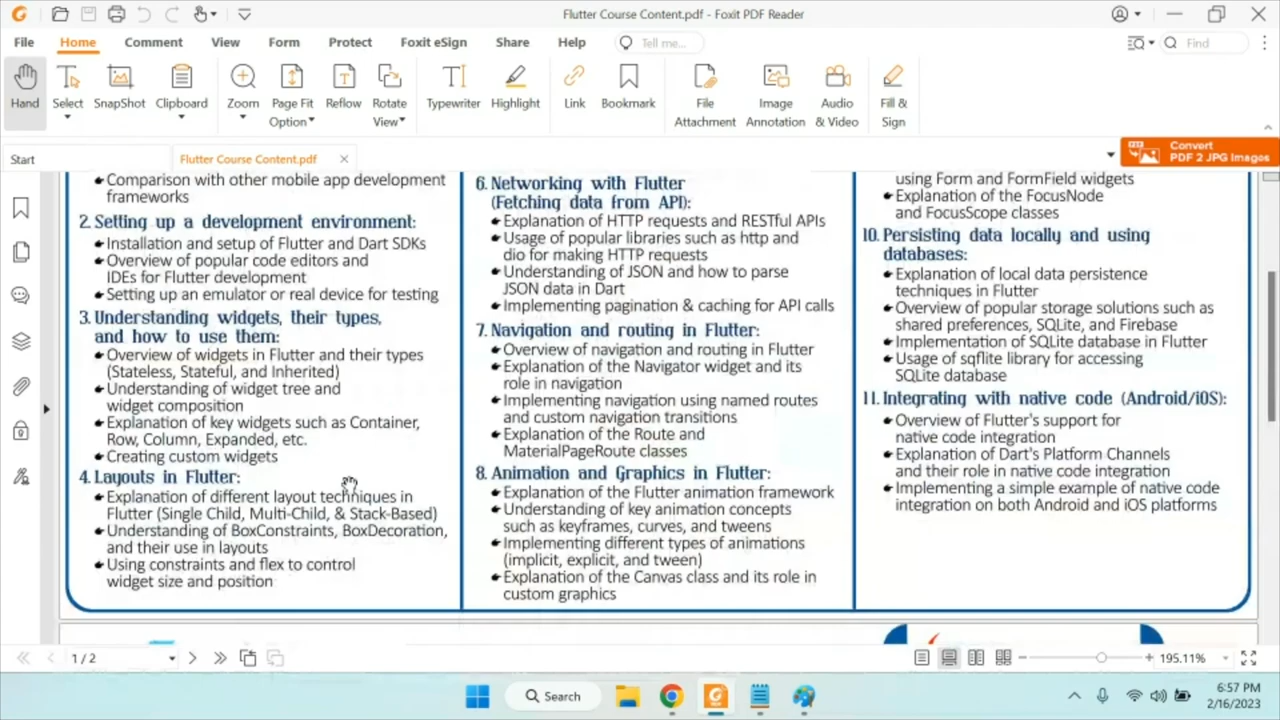 Flutter Course Content.pdf - Foxit PDF Reader
File Home Comment View Form Protect Foxit eSign Share Help Tell me... Find
Hand Select SnapShot Clipboard Zoom Page Fit Option Reflow Rotate View Typewriter Highlight Link Bookmark File Attachment Image Annotation Audio & Video Fill & Sign
Start Flutter Course Content.pdf
Convert
PDF 2 JPG Images
Comparison with other mobile app development
frameworks
2. Setting up a development environment:
Installation and setup of Flutter and Dart SDKs
Overview of popular code editors and
IDEs for Flutter development
Setting up an emulator or real device for testing
3. Understanding widgets, their types,
and how to use them:
Overview of widgets in Flutter and their types
(Stateless, Stateful, and Inherited)
Understanding of widget tree and
widget composition
Explanation of key widgets such as Container,
Row, Column, Expanded, etc.
Creating custom widgets
4. Layouts in Flutter:
Explanation of different layout techniques in
Flutter (Single Child, Multi-Child, & Stack-Based)
Understanding of BoxConstraints, BoxDecoration,
and their use in layouts
Using constraints and flex to control
widget size and position
6. Networking with Flutter
(Fetching data from API):
Explanation of HTTP requests and RESTful APIs
Usage of popular libraries such as http and
dio for making HTTP requests
Understanding of JSON and how to parse
JSON data in Dart
Implementing pagination & caching for API calls
7. Navigation and routing in Flutter:
Overview of navigation and routing in Flutter
Explanation of the Navigator widget and its
role in navigation
Implementing navigation using named routes
and custom navigation transitions
Explanation of the Route and
MaterialPageRoute classes
8. Animation and Graphics in Flutter:
Explanation of the Flutter animation framework
Understanding of key animation concepts
such as keyframes, curves, and tweens
Implementing different types of animations
(implicit, explicit, and tween)
Explanation of the Canvas class and its role in
custom graphics
using Form and FormField widgets
Explanation of the FocusNode
and FocusScope classes
10. Persisting data locally and using
databases:
Explanation of local data persistence
techniques in Flutter
Overview of popular storage solutions such as
shared preferences, SQLite, and Firebase
Implementation of SQLite database in Flutter
Usage of sqflite library for accessing
SQLite database
11. Integrating with native code (Android/iOS):
Overview of Flutter's support for
native code integration
Explanation of Dart's Platform Channels
and their role in native code integration
Implementing a simple example of native code
integration on both Android and iOS platforms
1 / 2
195.11%
Search
6:57 PM
2/16/2023